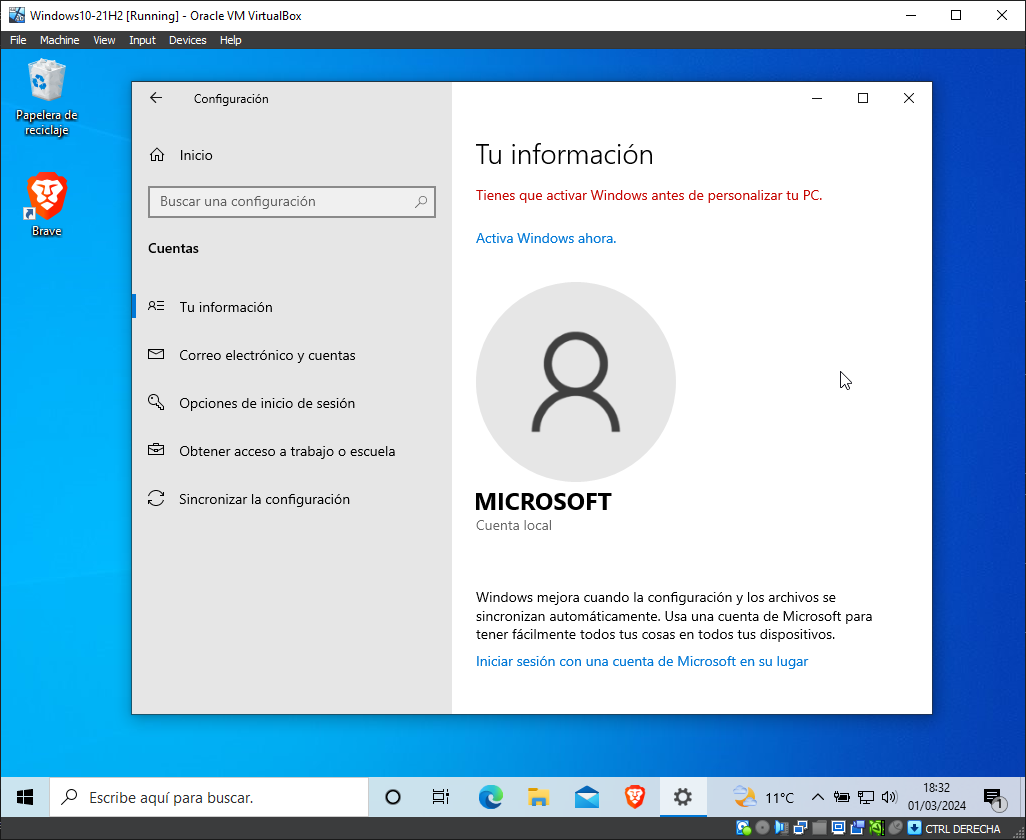 Windows10-21H2 [Running] - Oracle VM VirtualBox
File Machine View Input Devices Help
Papelera de
reciclaje
Brave
Configuración
Inicio
Buscar una configuración
Cuentas
Tu información
Correo electrónico y cuentas
Opciones de inicio de sesión
Obtener acceso a trabajo o escuela
Sincronizar la configuración
Tu información
Tienes que activar Windows antes de personalizar tu PC.
Activa Windows ahora.
MICROSOFT
Cuenta local
Windows mejora cuando la configuración y los archivos se
sincronizan automáticamente. Usa una cuenta de Microsoft para
tener fácilmente todos tus cosas en todos tus dispositivos.
Iniciar sesión con una cuenta de Microsoft en su lugar
Escribe aquí para buscar.
11°C
18:32
01/03/2024
1
CTRL DERECHA